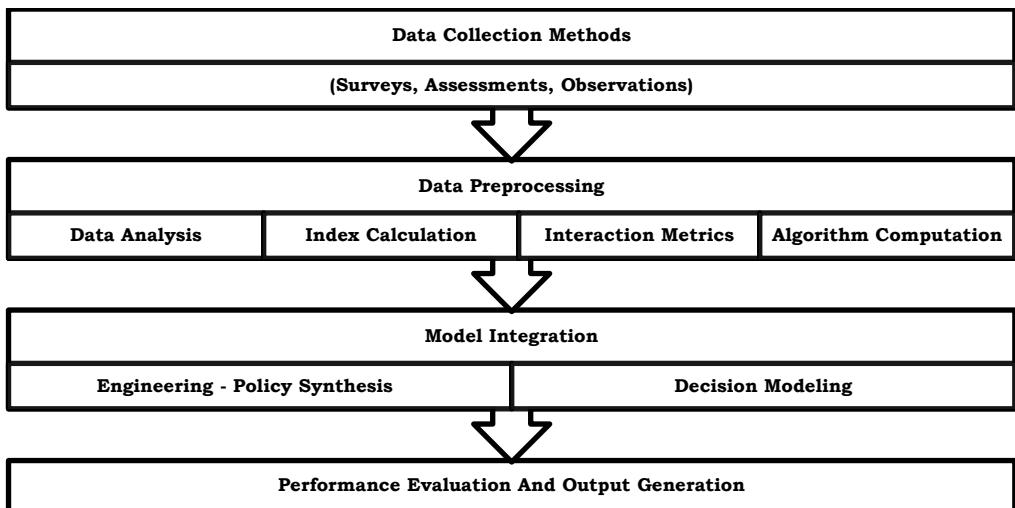 Data Collection Methods
(Surveys, Assessments, Observations)
Data Preprocessing
Data Analysis
Index Calculation
Interaction Metrics
Algorithm Computation
Model Integration
Engineering - Policy Synthesis
Decision Modeling
Performance Evaluation And Output Generation